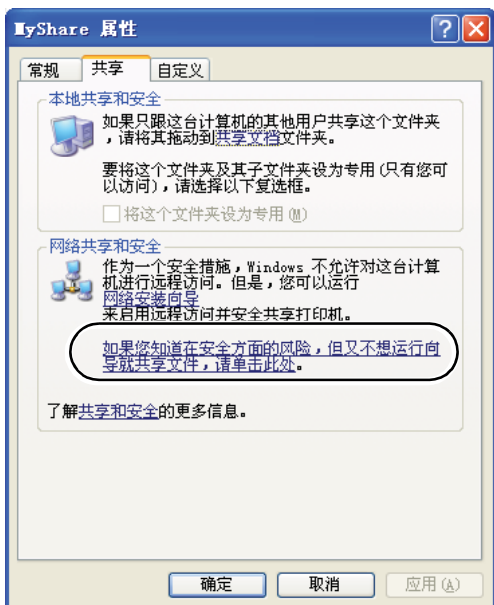 MyShare 属性
常规 共享 自定义
本地共享和安全
如果只跟这台计算机的其他用户共享这个文件夹
，请将其拖动到共享文档文件夹。
要将这个文件夹及其子文件夹设为专用(只有您可
以访问)，请选择以下复选框。
将这个文件夹设为专用(M)
网络共享和安全
作为一个安全措施，Windows 不允许对这台计算
机进行远程访问。但是，您可以运行
网络安装向导
来启用远程访问并安全共享打印机。
如果您知道在安全方面的风险，但又不想运行向
导就共享文件，请单击此处。
了解共享和安全的更多信息。
确定 取消 应用(A)